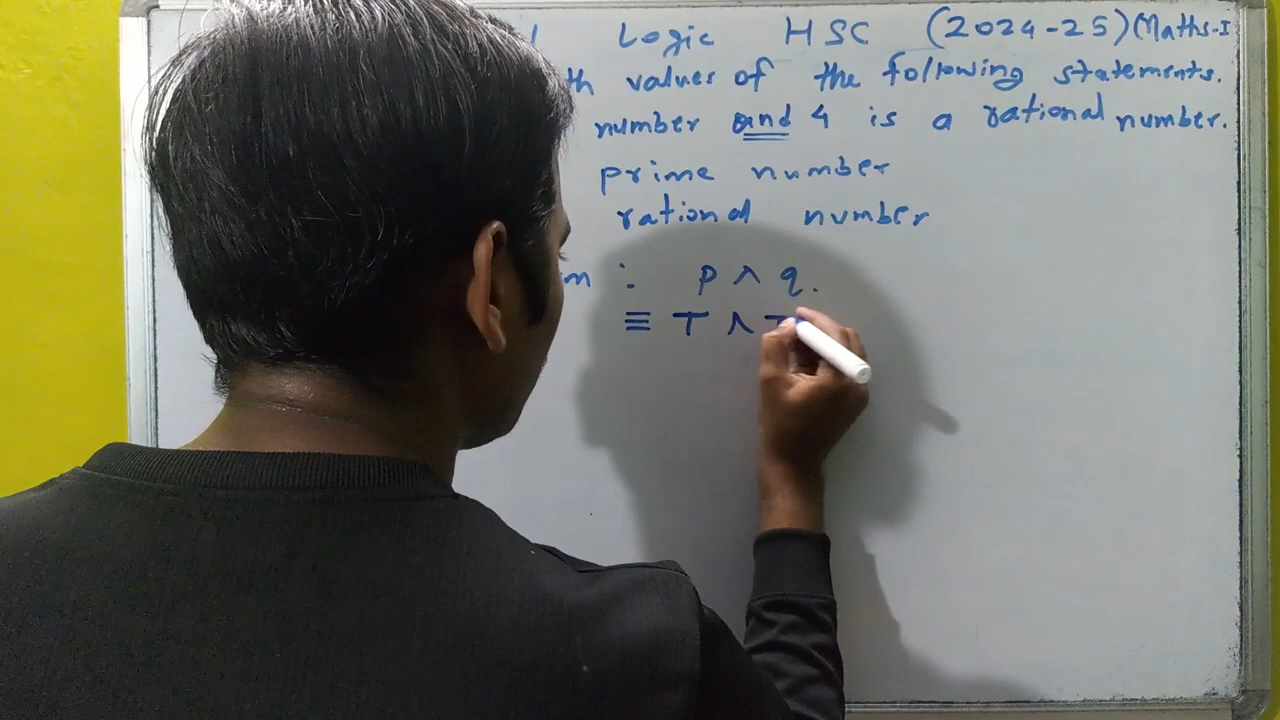 Logic HSC (2024-25) (Maths-I
th values of the following statements.
number and 4 is a rational number.
prime number
rational number
m : p ∧ q.
≡ T ∧ T